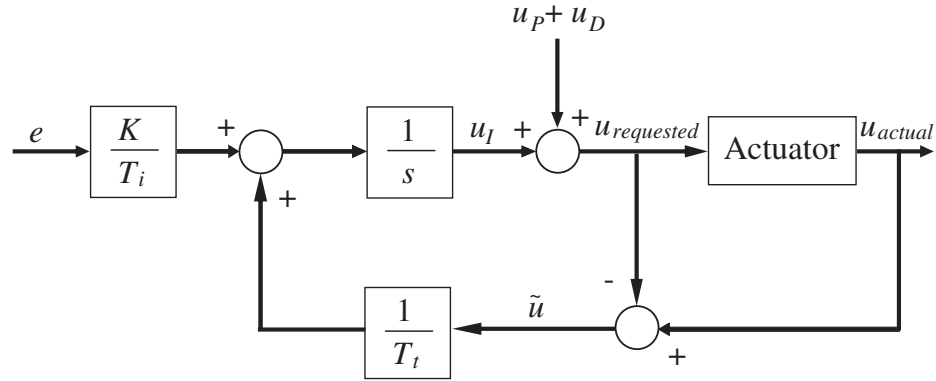 u_P + u_D
e
K
T_i
+
1
s
u_I
+
+
u_requested
Actuator
u_actual
+
-
ũ
1
T_t
+